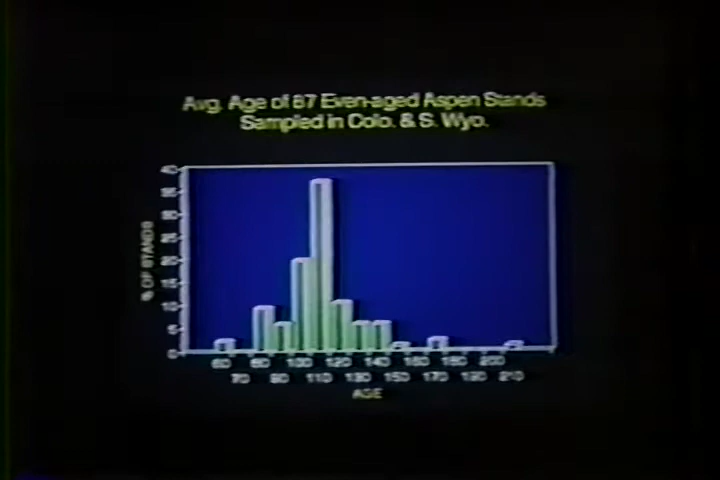 Avg. Age of 67 Even-aged Aspen Stands
Sampled in Colo. & S. Wyo.
% OF STANDS
40
35
30
25
20
15
10
5
0
60 80 100 120 140 160 180 200
70 90 110 130 150 170 190 210
AGE